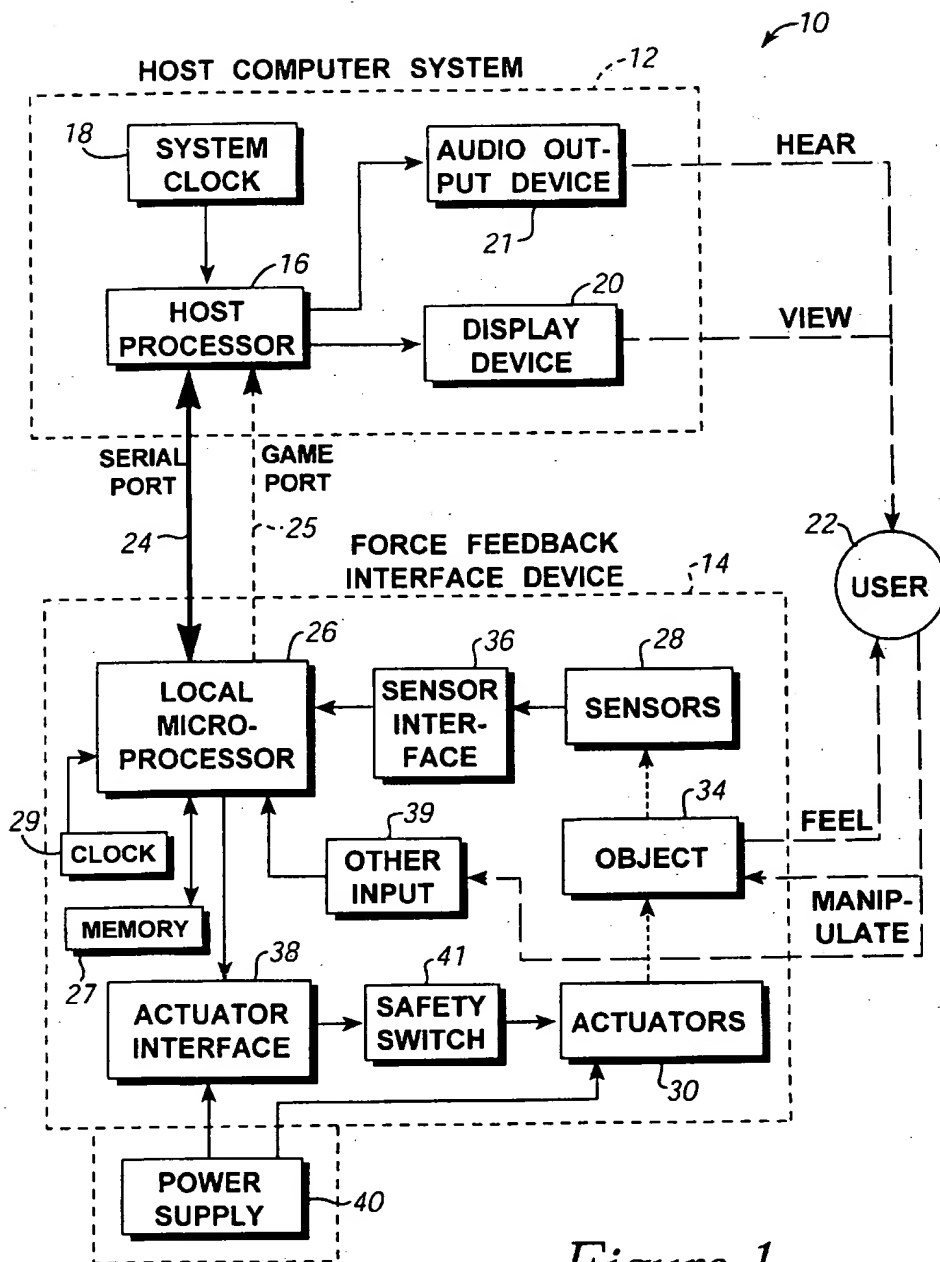 10
HOST COMPUTER SYSTEM
12
18
SYSTEM
CLOCK
AUDIO OUT-
PUT DEVICE
21
HEAR
16
HOST
PROCESSOR
20
DISPLAY
DEVICE
VIEW
SERIAL
PORT
24
GAME
PORT
25
22
USER
FORCE FEEDBACK
INTERFACE DEVICE
14
26
LOCAL
MICRO-
PROCESSOR
36
SENSOR
INTER-
FACE
28
SENSORS
34
OBJECT
FEEL
29
CLOCK
39
OTHER
INPUT
MANIP-
ULATE
MEMORY
27
38
ACTUATOR
INTERFACE
41
SAFETY
SWITCH
ACTUATORS
30
POWER
SUPPLY
40
Figure 1